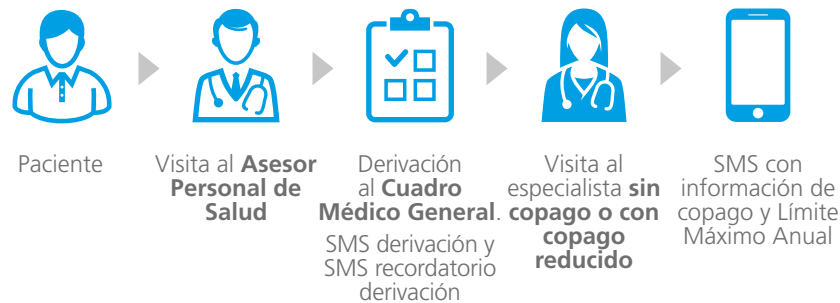 Paciente
Visita al Asesor
Personal de
Salud
Derivación
al Cuadro
Médico General.
SMS derivación y
SMS recordatorio
derivación
Visita al
especialista sin
copago o con
copago
reducido
SMS con
información de
copago y Límite
Máximo Anual